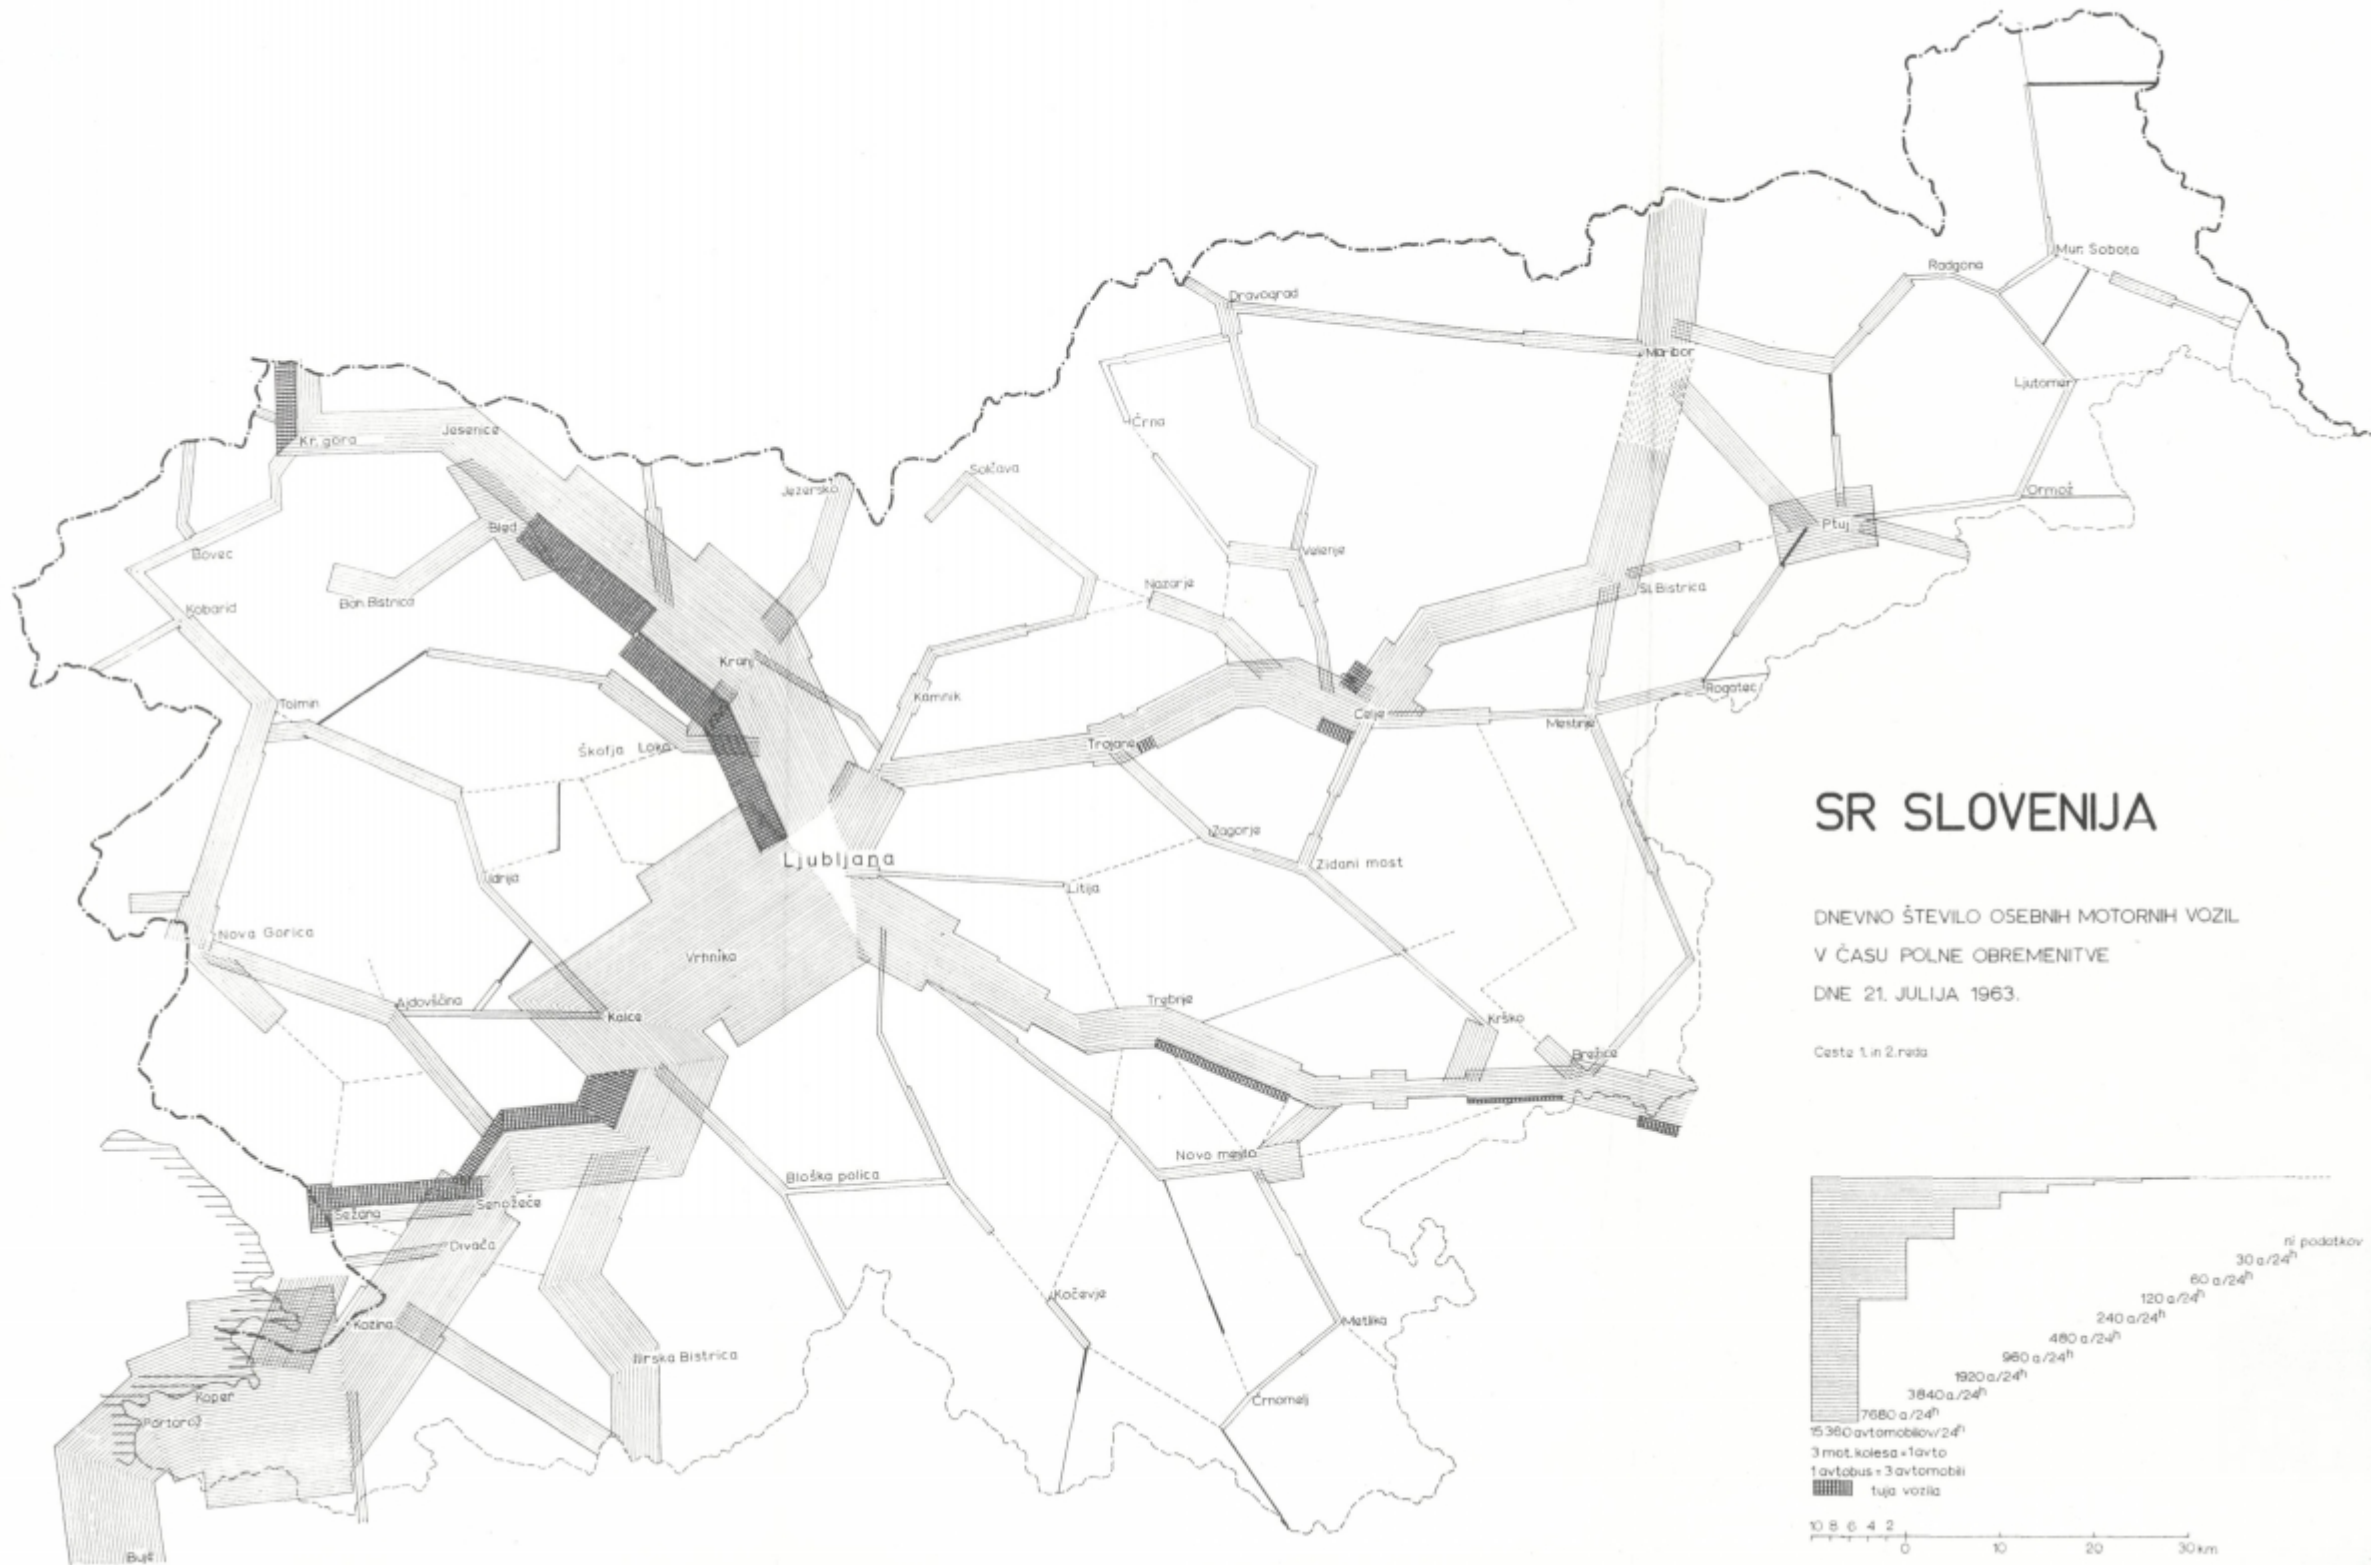 Mur. Sobota
Radgona
Dravograd
Maribor
Ljutomer
Črna
Kr. gora
Jesenice
Solčava
Jezersko
Ormož
Bled
Ptuj
Bovec
Velenje
Nazarje
Sl. Bistrica
Boh. Bistrica
Kobarid
Kranj
Kamnik
Rogatec
Tolmin
Celje
Mestinje
Trojane
Škofja Loka
Zagorje
Zidani most
Ljubljana
Litija
Idrija
Nova Gorica
Vrhnika
Ajdovščina
Kalce
Trebnje
Krško
Brežice
Novo mesto
Bloška polica
Senožeče
Sežana
Divača
Kočevje
Kozina
Metlika
Ilirska Bistrica
Koper
Portorož
Črnomelj
Buje
SR SLOVENIJA
DNEVNO ŠTEVILO OSEBNIH MOTORNIH VOZIL
V ČASU POLNE OBREMENITVE
DNE 21. JULIJA 1963.
Ceste 1. in 2. reda
ni podatkov
30 a/24h
60 a/24h
120 a/24h
240 a/24h
480 a/24h
960 a/24h
1920 a/24h
3840 a/24h
7680 a/24h
15360 avtomobilov/24h
3 mot. kolesa = 1 avto
1 avtobus = 3 avtomobili
tuja vozila
10 8 6 4 2
0 10 20 30 km